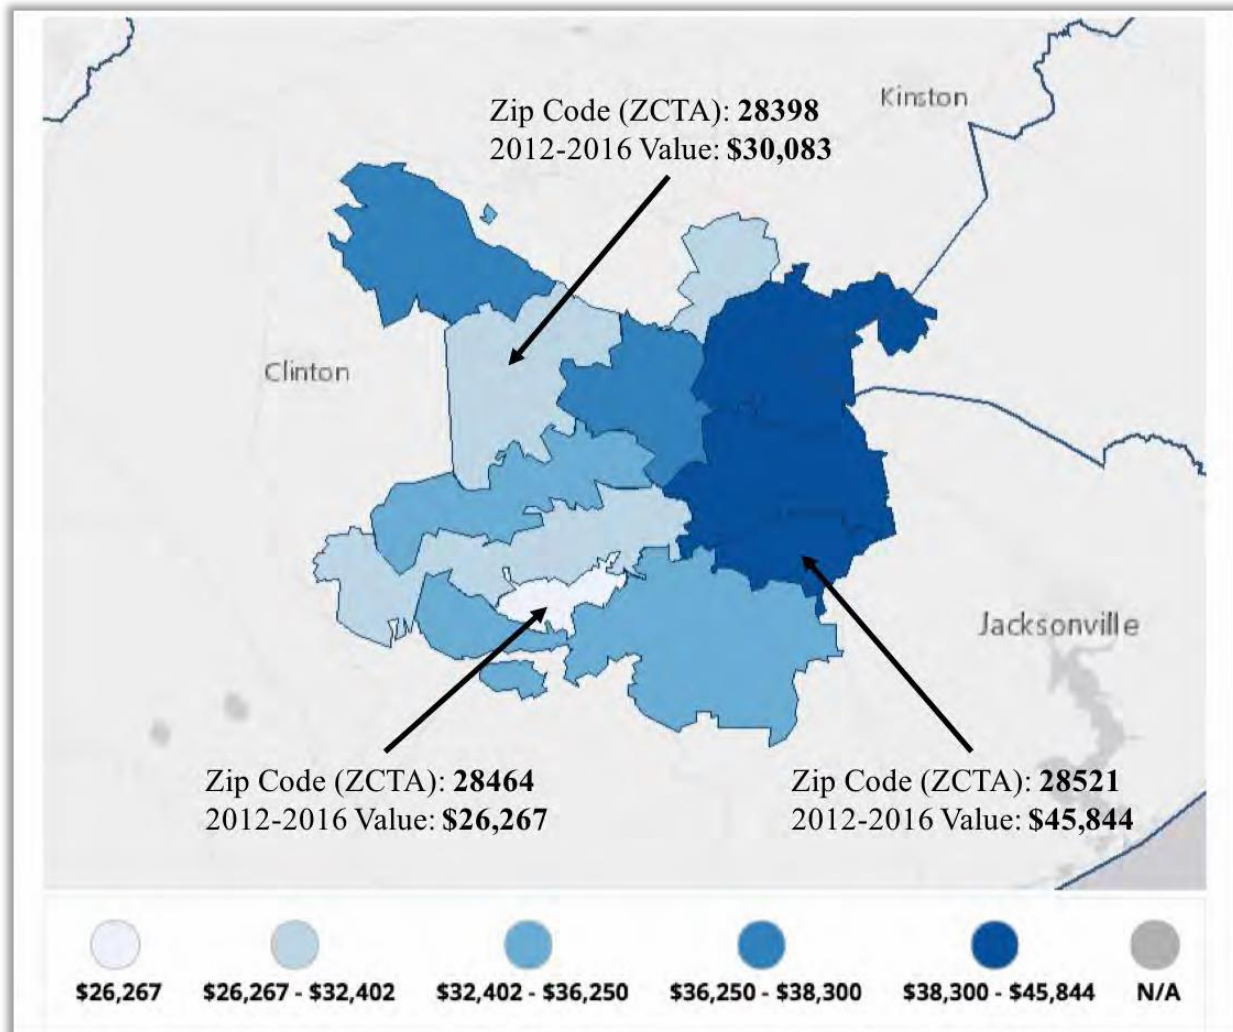 Kinston
Zip Code (ZCTA): 28398
2012-2016 Value: $30,083
Clinton
Jacksonville
Zip Code (ZCTA): 28464
2012-2016 Value: $26,267
Zip Code (ZCTA): 28521
2012-2016 Value: $45,844
$26,267
$26,267 - $32,402
$32,402 - $36,250
$36,250 - $38,300
$38,300 - $45,844
N/A